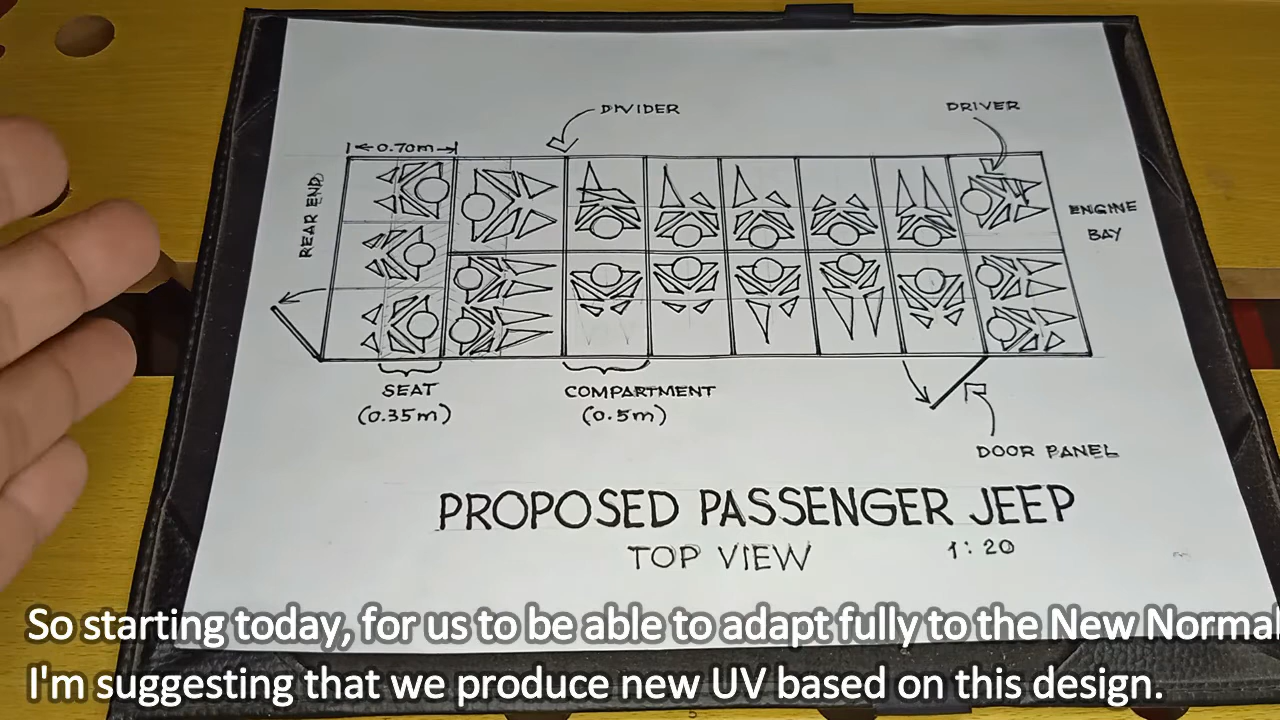 DIVIDER
DRIVER
0.70m
REAR END
ENGINE
BAY
SEAT
(0.35m)
COMPARTMENT
(0.5m)
DOOR PANEL
PROPOSED PASSENGER JEEP
TOP VIEW
1:20
So starting today, for us to be able to adapt fully to the New Normal
I'm suggesting that we produce new UV based on this design.